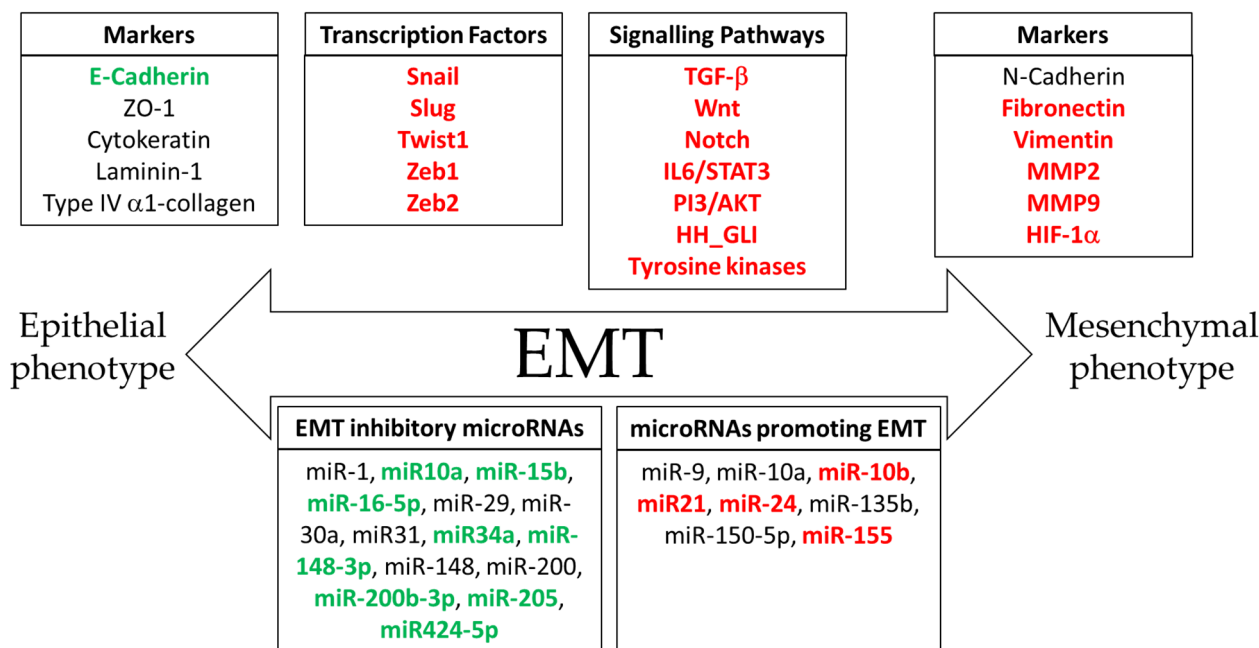 Markers
E-Cadherin
ZO-1
Cytokeratin
Laminin-1
Type IV α1-collagen
Transcription Factors
Snail
Slug
Twist1
Zeb1
Zeb2
Signalling Pathways
TGF-β
Wnt
Notch
IL6/STAT3
PI3/AKT
HH_GLI
Tyrosine kinases
Markers
N-Cadherin
Fibronectin
Vimentin
MMP2
MMP9
HIF-1α
Epithelial
phenotype
EMT
Mesenchymal
phenotype
EMT inhibitory microRNAs
miR-1, miR10a, miR-15b,
miR-16-5p, miR-29, miR-
30a, miR31, miR34a, miR-
148-3p, miR-148, miR-200,
miR-200b-3p, miR-205,
miR424-5p
microRNAs promoting EMT
miR-9, miR-10a, miR-10b,
miR21, miR-24, miR-135b,
miR-150-5p, miR-155